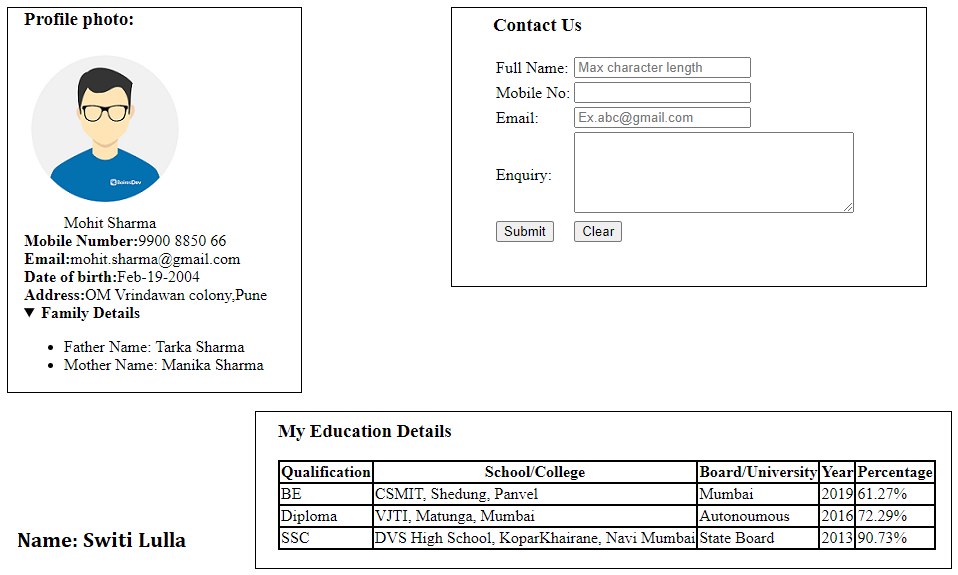 Profile photo:
BairesDev
Mohit Sharma
Mobile Number:9900 8850 66
Email:mohit.sharma@gmail.com
Date of birth:Feb-19-2004
Address:OM Vrindawan colony,Pune
▼ Family Details
• Father Name: Tarka Sharma
• Mother Name: Manika Sharma
Contact Us
Full Name: Max character length
Mobile No:
Email: Ex.abc@gmail.com
Enquiry:
Submit Clear
My Education Details
Qualification School/College Board/University Year Percentage
BE CSMIT, Shedung, Panvel Mumbai 2019 61.27%
Diploma VJTI, Matunga, Mumbai Autonoumous 2016 72.29%
SSC DVS High School, KoparKhairane, Navi Mumbai State Board 2013 90.73%
Name: Switi Lulla